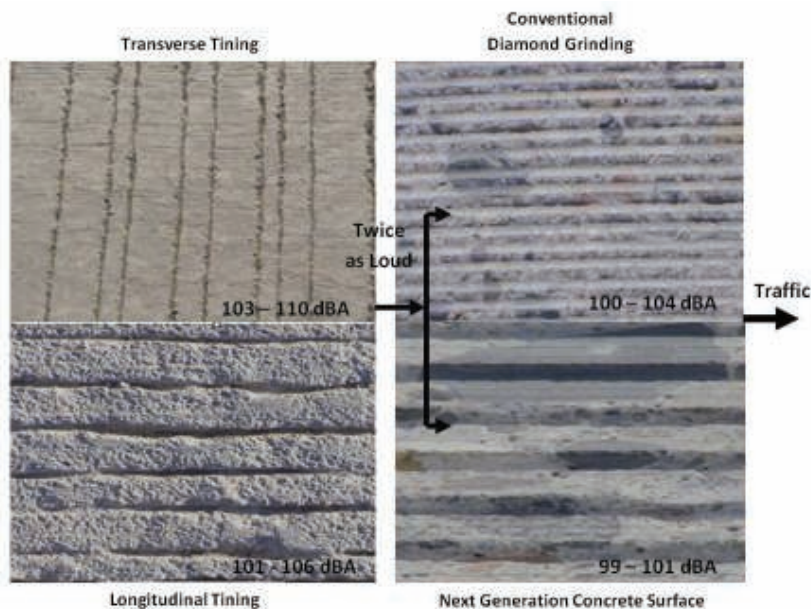 Transverse Tining
Conventional
Diamond Grinding
Twice
as Loud
103 – 110 dBA
100 – 104 dBA
Traffic
101 - 106 dBA
99 – 101 dBA
Longitudinal Tining
Next Generation Concrete Surface